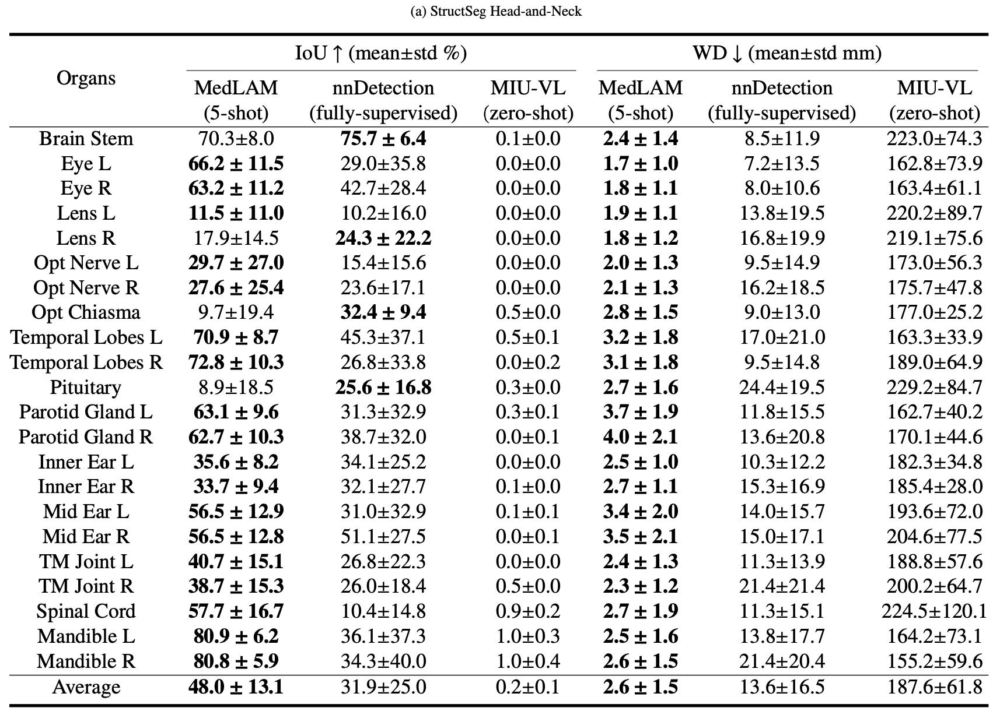 (a) StructSeg Head-and-Neck
Organs IoU ↑ (mean±std %) WD ↓ (mean±std mm)
MedLAM nnDetection MIU-VL MedLAM nnDetection MIU-VL
(5-shot) (fully-supervised) (zero-shot) (5-shot) (fully-supervised) (zero-shot)
Brain Stem 70.3±8.0 75.7 ± 6.4 0.1±0.0 2.4 ± 1.4 8.5±11.9 223.0±74.3
Eye L 66.2 ± 11.5 29.0±35.8 0.0±0.0 1.7 ± 1.0 7.2±13.5 162.8±73.9
Eye R 63.2 ± 11.2 42.7±28.4 0.0±0.0 1.8 ± 1.1 8.0±10.6 163.4±61.1
Lens L 11.5 ± 11.0 10.2±16.0 0.0±0.0 1.9 ± 1.1 13.8±19.5 220.2±89.7
Lens R 17.9±14.5 24.3 ± 22.2 0.0±0.0 1.8 ± 1.2 16.8±19.9 219.1±75.6
Opt Nerve L 29.7 ± 27.0 15.4±15.6 0.0±0.0 2.0 ± 1.3 9.5±14.9 173.0±56.3
Opt Nerve R 27.6 ± 25.4 23.6±17.1 0.0±0.0 2.1 ± 1.3 16.2±18.5 175.7±47.8
Opt Chiasma 9.7±19.4 32.4 ± 9.4 0.5±0.0 2.8 ± 1.5 9.0±13.0 177.0±25.2
Temporal Lobes L 70.9 ± 8.7 45.3±37.1 0.5±0.1 3.2 ± 1.8 17.0±21.0 163.3±33.9
Temporal Lobes R 72.8 ± 10.3 26.8±33.8 0.0±0.2 3.1 ± 1.8 9.5±14.8 189.0±64.9
Pituitary 8.9±18.5 25.6 ± 16.8 0.3±0.0 2.7 ± 1.6 24.4±19.5 229.2±84.7
Parotid Gland L 63.1 ± 9.6 31.3±32.9 0.3±0.1 3.7 ± 1.9 11.8±15.5 162.7±40.2
Parotid Gland R 62.7 ± 10.3 38.7±32.0 0.0±0.1 4.0 ± 2.1 13.6±20.8 170.1±44.6
Inner Ear L 35.6 ± 8.2 34.1±25.2 0.0±0.0 2.5 ± 1.0 10.3±12.2 182.3±34.8
Inner Ear R 33.7 ± 9.4 32.1±27.7 0.1±0.0 2.7 ± 1.1 15.3±16.9 185.4±28.0
Mid Ear L 56.5 ± 12.9 31.0±32.9 0.1±0.1 3.4 ± 2.0 14.0±15.7 193.6±72.0
Mid Ear R 56.5 ± 12.8 51.1±27.5 0.0±0.1 3.5 ± 2.1 15.0±17.1 204.6±77.5
TM Joint L 40.7 ± 15.1 26.8±22.3 0.0±0.0 2.4 ± 1.3 11.3±13.9 188.8±57.6
TM Joint R 38.7 ± 15.3 26.0±18.4 0.5±0.0 2.3 ± 1.2 21.4±21.4 200.2±64.7
Spinal Cord 57.7 ± 16.7 10.4±14.8 0.9±0.2 2.7 ± 1.9 11.3±15.1 224.5±120.1
Mandible L 80.9 ± 6.2 36.1±37.3 1.0±0.3 2.5 ± 1.6 13.8±17.7 164.2±73.1
Mandible R 80.8 ± 5.9 34.3±40.0 1.0±0.4 2.6 ± 1.5 21.4±20.4 155.2±59.6
Average 48.0 ± 13.1 31.9±25.0 0.2±0.1 2.6 ± 1.5 13.6±16.5 187.6±61.8